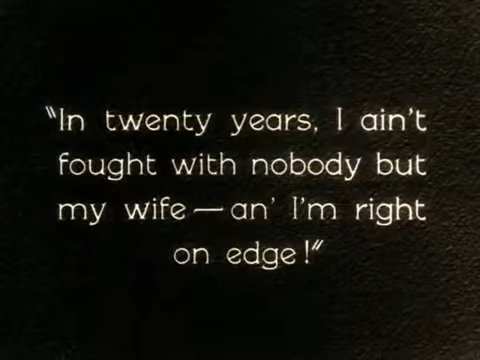 "In twenty years, I ain't
fought with nobody but
my wife — an' I'm right
on edge!"